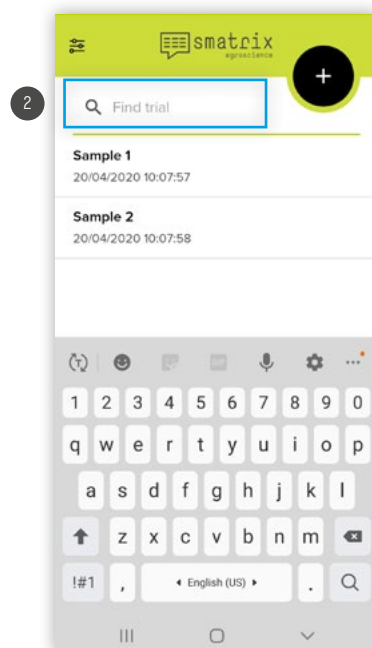 smatrix
agroscience
+
2
Find trial
Sample 1
20/04/2020 10:07:57
Sample 2
20/04/2020 10:07:58
T
GIF
...
1 2 3 4 5 6 7 8 9 0
q w e r t y u i o p
a s d f g h j k l
z x c v b n m
!#1 , English (US) .